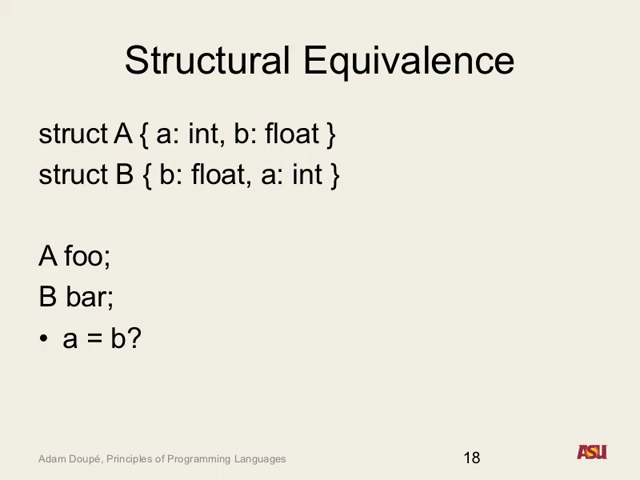 Structural Equivalence
struct A { a: int, b: float }
struct B { b: float, a: int }
A foo;
B bar;
• a = b?
Adam Doupé, Principles of Programming Languages
18
ASU